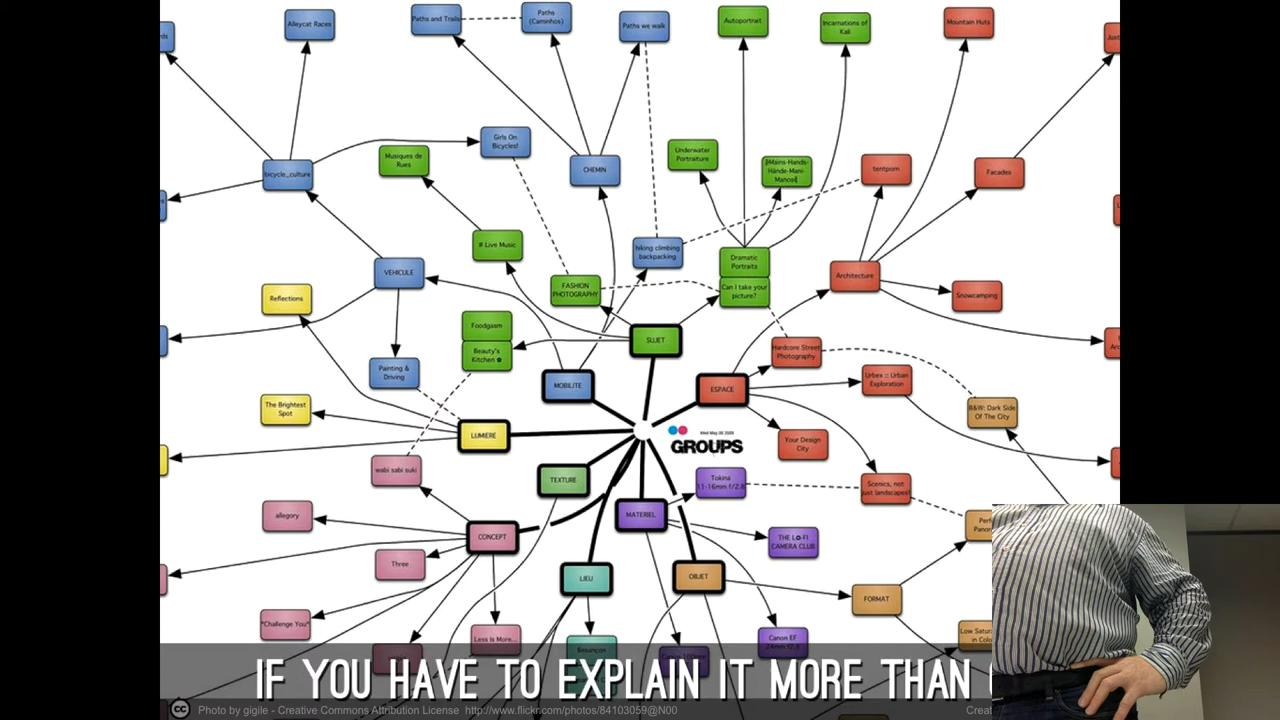 Alleycat Races
Paths and Trails
Paths
(Caminhos)
Paths we walk
Autoportrait
Incarnations of
Kali
Mountain Huts
Just
Girls On
Bicycles!
bicycle_culture
Musiques de
Rues
CHEMIN
Underwater
Portraiture
|[Mains-Hands-
Hände-Mani-
Manos]|
tentporn
Facades
# Live Music
hiking climbing
backpacking
Dramatic
Portraits
Can I take your
picture?
VEHICULE
Architecture
Reflections
FASHION
PHOTOGRAPHY
Snowcamping
Foodgasm
Beauty's
Kitchen ✿
SUJET
Hardcore Street
Photography
Painting &
Driving
MOBILITE
ESPACE
Urbex :: Urban
Exploration
The Brightest
Spot
B&W: Dark Side
Of The City
LUMIERE
Wed May 06 2009
GROUPS
Your Design
City
wabi sabi suki
TEXTURE
Tokina
11-16mm f/2.8
Scenics, not
just landscapes!
allegory
MATERIEL
CONCEPT
THE LO-FI
CAMERA CLUB
Three
LIEU
OBJET
FORMAT
*Challenge You*
Less is More...
Besançon
Canon EF
24mm f/2.8
IF YOU HAVE TO EXPLAIN IT MORE THAN
cc Photo by gigile - Creative Commons Attribution License http://www.flickr.com/photos/84103059@N00